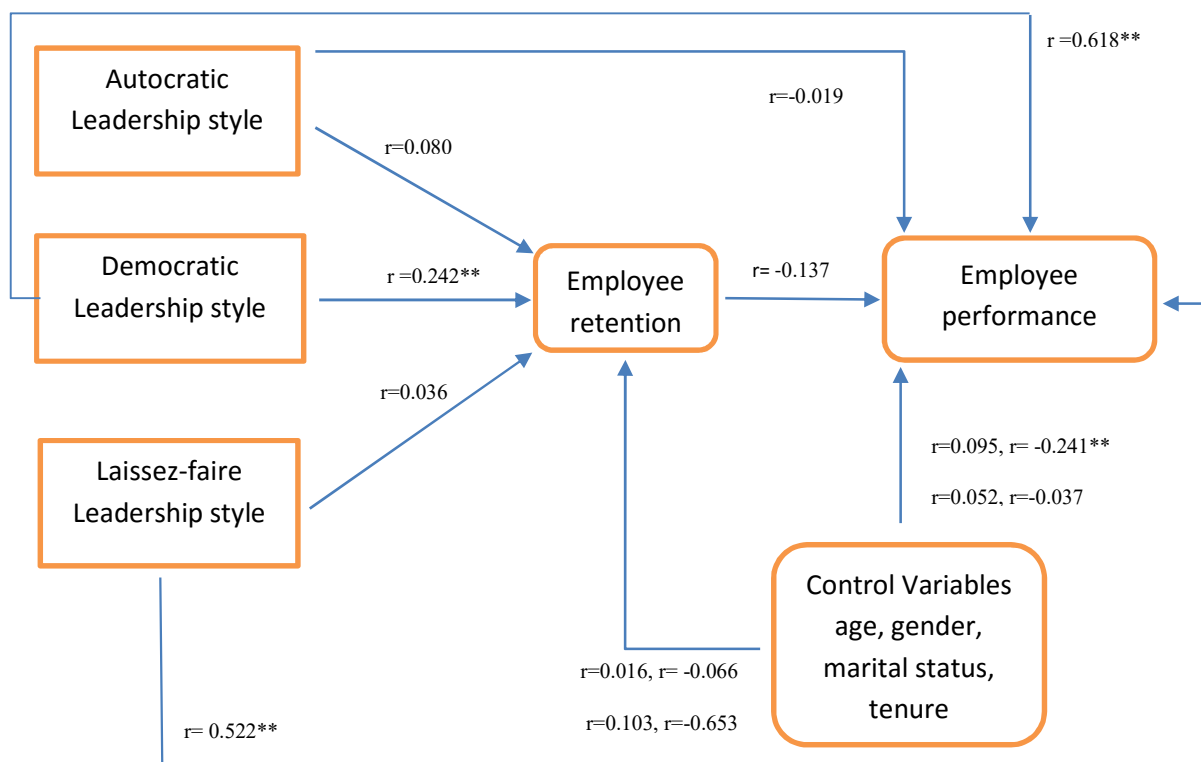 r =0.618**
Autocratic
Leadership style
r=-0.019
r=0.080
Democratic
Leadership style
r =0.242**
Employee
retention
r= -0.137
Employee
performance
r=0.036
Laissez-faire
Leadership style
r=0.095, r= -0.241**
r=0.052, r=-0.037
Control Variables
age, gender,
marital status,
tenure
r=0.016, r= -0.066
r=0.103, r=-0.653
r= 0.522**